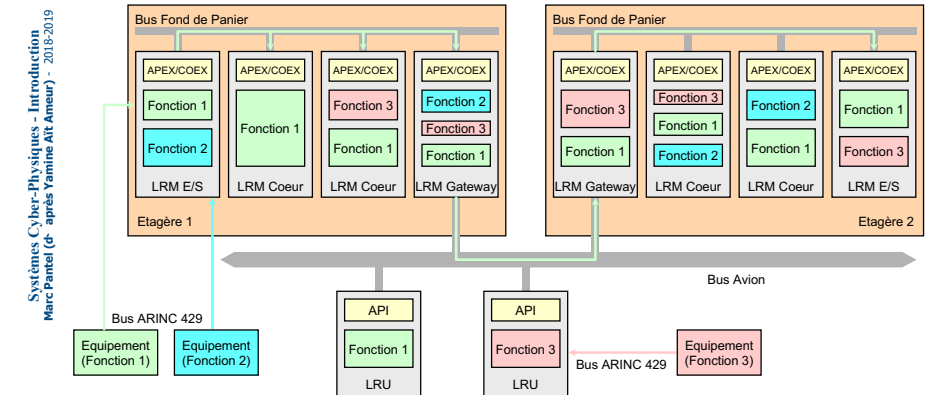 Systèmes Cyber-Physiques - Introduction
Marc Pantel (d'après Yamine Aït Ameur) - 2018-2019
Bus Fond de Panier
APEX/COEX
Fonction 1
Fonction 2
LRM E/S
APEX/COEX
Fonction 1
LRM Coeur
APEX/COEX
Fonction 3
Fonction 1
LRM Coeur
APEX/COEX
Fonction 2
Fonction 3
Fonction 1
LRM Gateway
Etagère 1
Bus Fond de Panier
APEX/COEX
Fonction 3
Fonction 1
LRM Gateway
APEX/COEX
Fonction 3
Fonction 1
Fonction 2
LRM Coeur
APEX/COEX
Fonction 2
Fonction 1
LRM Coeur
APEX/COEX
Fonction 1
Fonction 3
LRM E/S
Etagère 2
Bus Avion
Bus ARINC 429
Equipement
(Fonction 1)
Equipement
(Fonction 2)
API
Fonction 1
LRU
API
Fonction 3
LRU
Bus ARINC 429
Equipement
(Fonction 3)